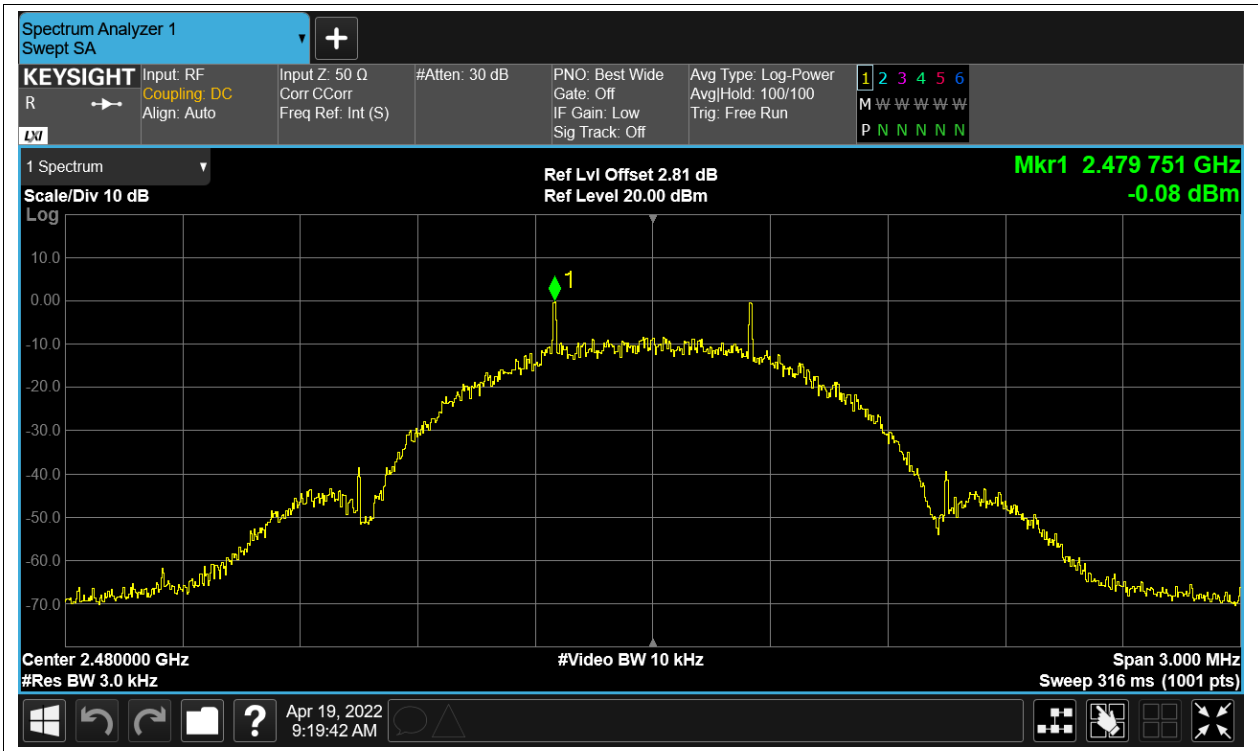 Spectrum Analyzer 1
Swept SA
KEYSIGHT
R
LXI
Input: RF
Coupling: DC
Align: Auto
Input Z: 50 Ω
Corr CCorr
Freq Ref: Int (S)
#Atten: 30 dB
PNO: Best Wide
Gate: Off
IF Gain: Low
Sig Track: Off
Avg Type: Log-Power
Avg|Hold: 100/100
Trig: Free Run
1 2 3 4 5 6
M W W W W W W
P N N N N N
1 Spectrum
Scale/Div 10 dB
Log
Ref Lvl Offset 2.81 dB
Ref Level 20.00 dBm
Mkr1 2.479 751 GHz
-0.08 dBm
1
10.0
0.00
-10.0
-20.0
-30.0
-40.0
-50.0
-60.0
-70.0
Center 2.480000 GHz
#Res BW 3.0 kHz
#Video BW 10 kHz
Span 3.000 MHz
Sweep 316 ms (1001 pts)
?
Apr 19, 2022
9:19:42 AM